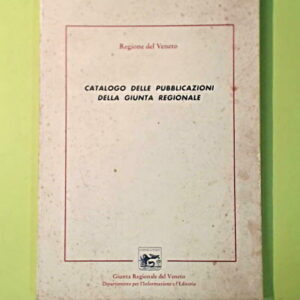 Regione del Veneto
CATALOGO DELLE PUBBLICAZIONI
DELLA GIUNTA REGIONALE
Giunta Regionale del Veneto
Dipartimento per l'Informazione e l'Editoria